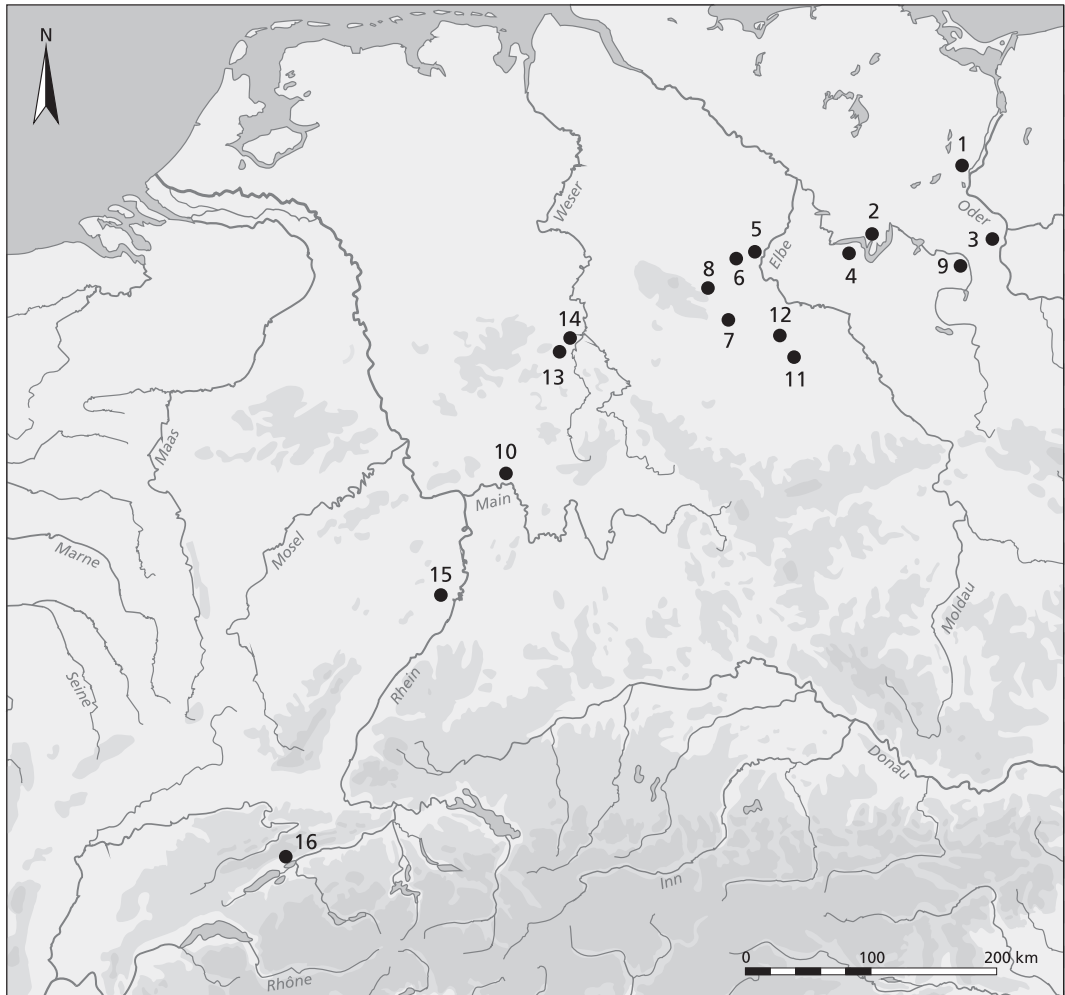 N
1
Oder
2
3
Weser
5
Elbe
6
4
9
8
7
12
14
13
11
Maas
10
Main
Mosel
Marne
15
Moldau
Seine
Rhein
Donau
16
Inn
Rhône
0 100 200 km